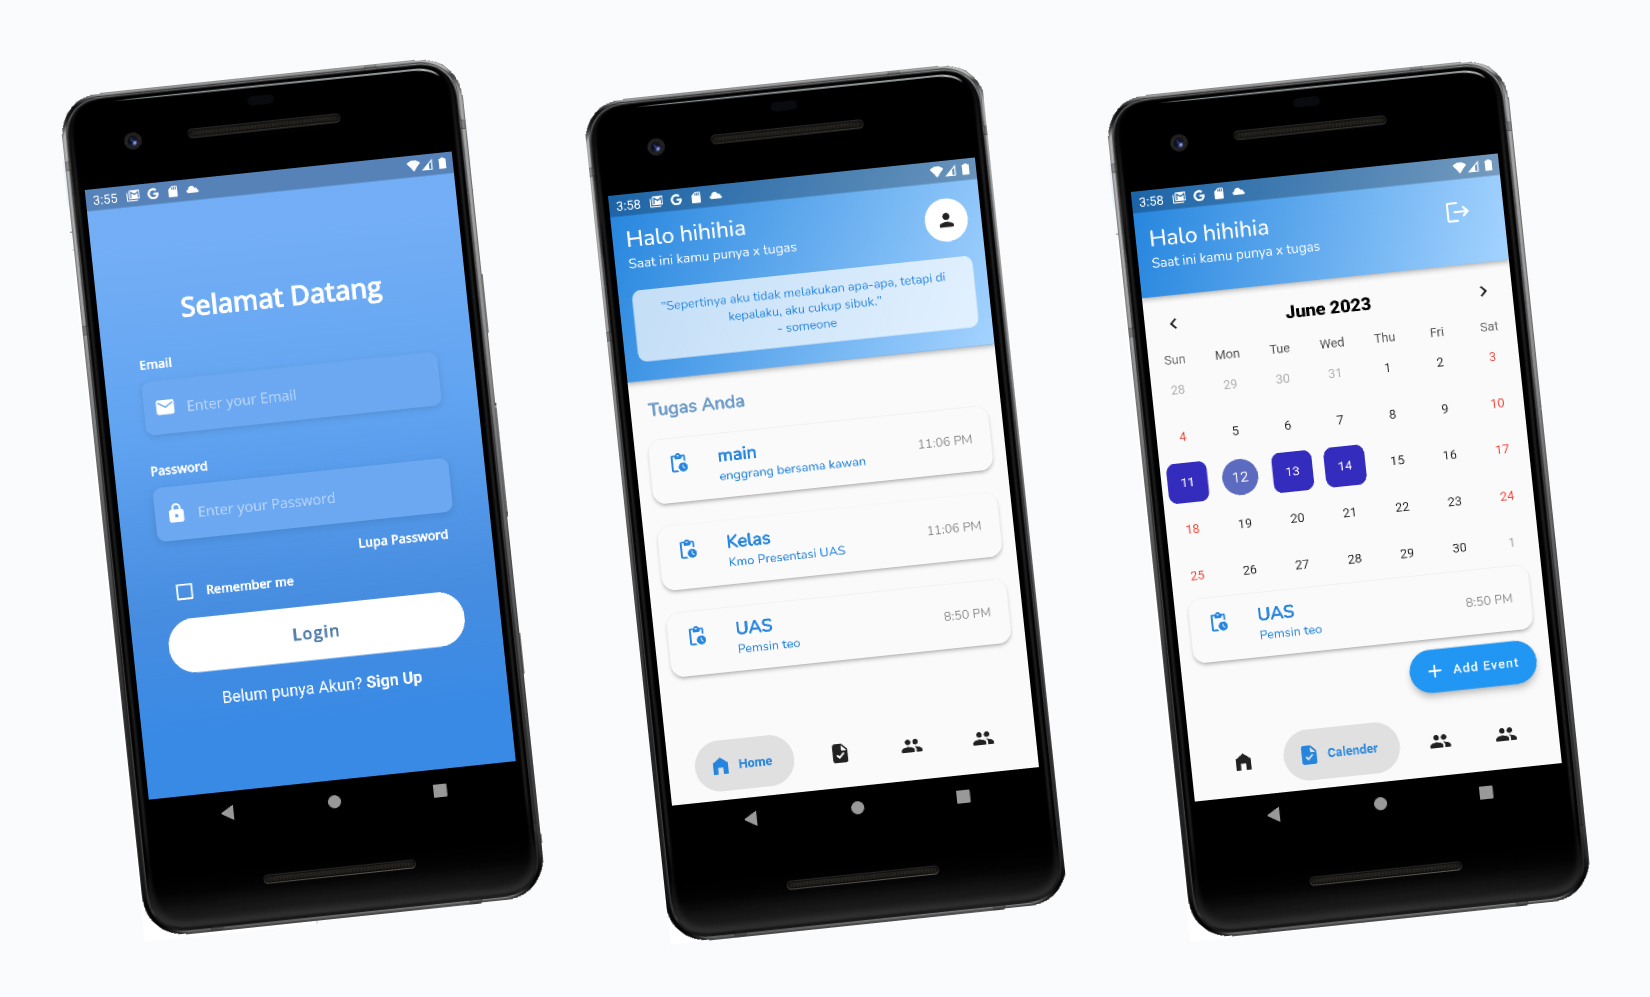 3:55
Selamat Datang
Email
Enter your Email
Password
Enter your Password
Lupa Password
Remember me
Login
Belum punya Akun? Sign Up
3:58
Halo hihihia
Saat ini kamu punya x tugas
"Sepertinya aku tidak melakukan apa-apa, tetapi di
kepalaku, aku cukup sibuk."
- someone
Tugas Anda
main 11:06 PM
enggrang bersama kawan
Kelas 11:06 PM
Kmo Presentasi UAS
UAS 8:50 PM
Pemsin teo
Home
3:58
Halo hihihia
Saat ini kamu punya x tugas
June 2023
Sun Mon Tue Wed Thu Fri Sat
28 29 30 31 1 2 3
4 5 6 7 8 9 10
11 12 13 14 15 16 17
18 19 20 21 22 23 24
25 26 27 28 29 30 1
UAS 8:50 PM
Pemsin teo
Add Event
Calender